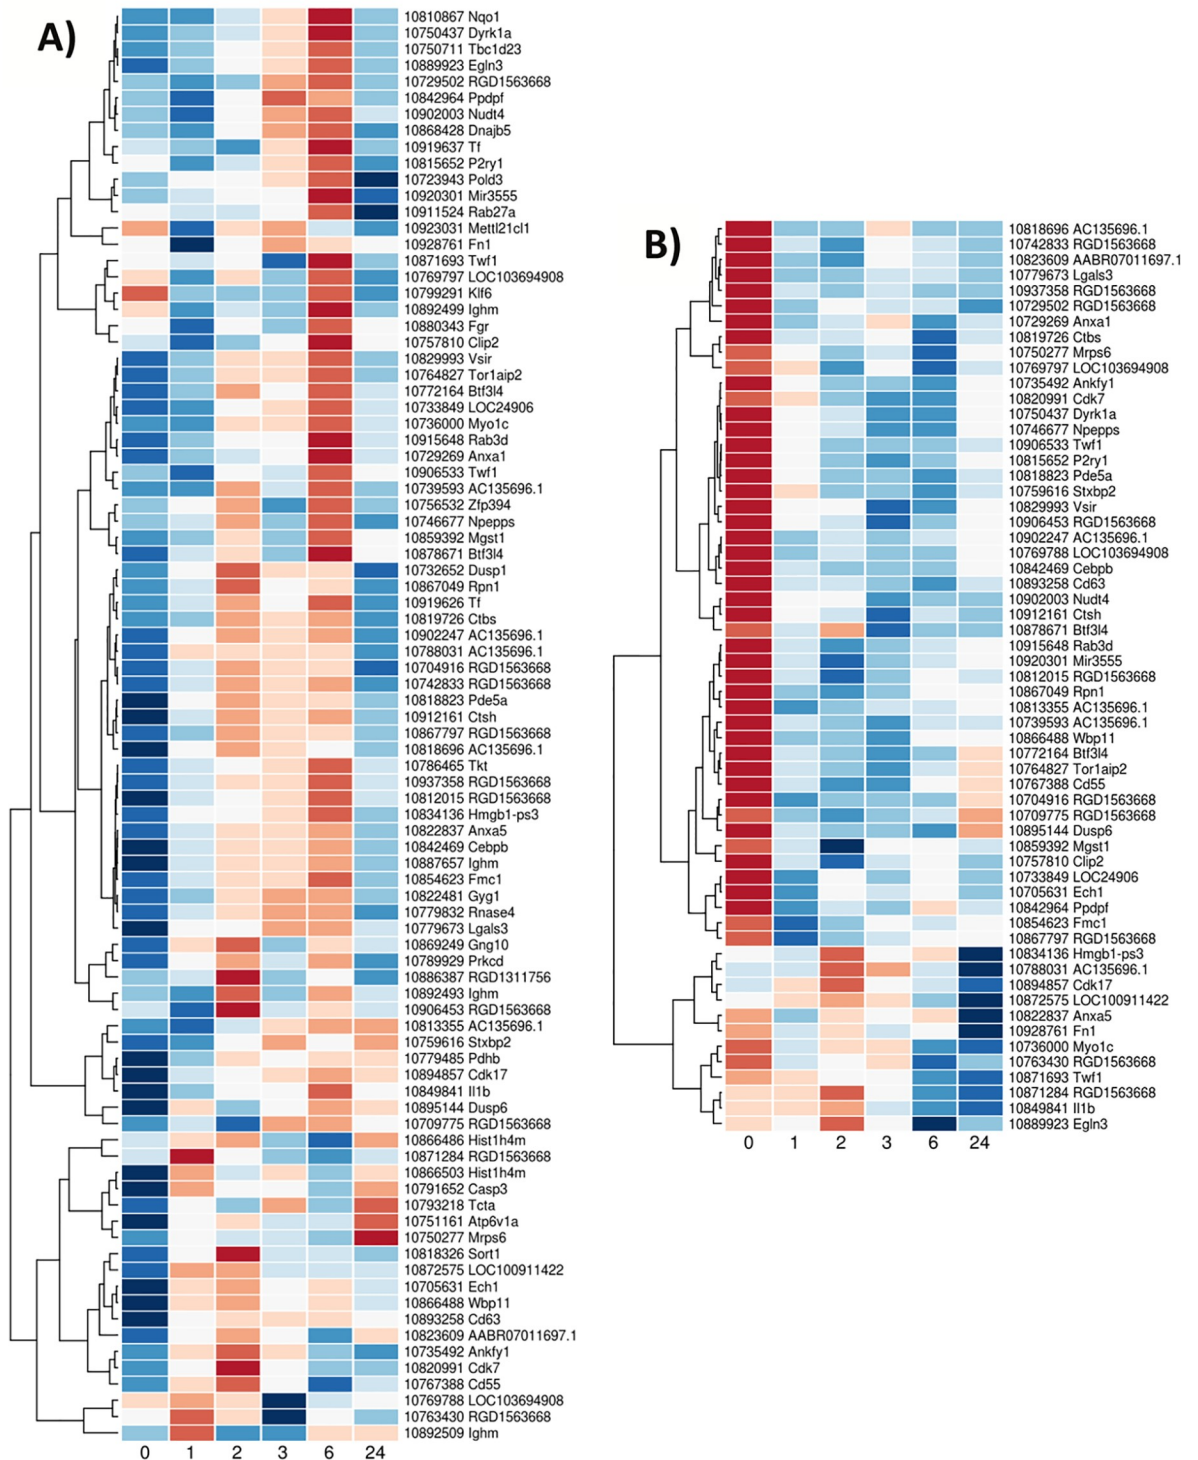 A)
10810867 Nqo1
10750437 Dyrk1a
10750711 Tbc1d23
10889923 Egln3
10729502 RGD1563668
10842964 Ppdpf
10902003 Nudt4
10868428 Dnajb5
10919637 Tf
10815652 P2ry1
10723943 Pold3
10920301 Mir3555
10911524 Rab27a
10923031 Mettl21cl1
10928761 Fn1
10871693 Twf1
10769797 LOC103694908
10799291 Klf6
10892499 Ighm
10880343 Fgr
10757810 Clip2
10829993 Vsir
10764827 Tor1aip2
10772164 Btf3l4
10733849 LOC24906
10736000 Myo1c
10915648 Rab3d
10729269 Anxa1
10906533 Twf1
10739593 AC135696.1
10756532 Zfp394
10746677 Npepps
10859392 Mgst1
10878671 Btf3l4
10732652 Dusp1
10867049 Rpn1
10919626 Tf
10819726 Ctbs
10902247 AC135696.1
10788031 AC135696.1
10704916 RGD1563668
10742833 RGD1563668
10818823 Pde5a
10912161 Ctsh
10867797 RGD1563668
10818696 AC135696.1
10786465 Tkt
10937358 RGD1563668
10812015 RGD1563668
10834136 Hmgb1-ps3
10822837 Anxa5
10842469 Cebpb
10887657 Ighm
10854623 Fmc1
10822481 Gyg1
10779832 Rnase4
10779673 Lgals3
10869249 Gng10
10789929 Prkcd
10886387 RGD1311756
10892493 Ighm
10906453 RGD1563668
10813355 AC135696.1
10759616 Stxbp2
10779485 Pdhb
10894857 Cdk17
10849841 Il1b
10895144 Dusp6
10709775 RGD1563668
10866486 Hist1h4m
10871284 RGD1563668
10866503 Hist1h4m
10791652 Casp3
10793218 Tcta
10751161 Atp6v1a
10750277 Mrps6
10818326 Sort1
10872575 LOC100911422
10705631 Ech1
10866488 Wbp11
10893258 Cd63
10823609 AABR07011697.1
10735492 Ankfy1
10820991 Cdk7
10767388 Cd55
10769788 LOC103694908
10763430 RGD1563668
10892509 Ighm
0 1 2 3 6 24
B)
10818696 AC135696.1
10742833 RGD1563668
10823609 AABR07011697.1
10779673 Lgals3
10937358 RGD1563668
10729502 RGD1563668
10729269 Anxa1
10819726 Ctbs
10750277 Mrps6
10769797 LOC103694908
10735492 Ankfy1
10820991 Cdk7
10750437 Dyrk1a
10746677 Npepps
10906533 Twf1
10815652 P2ry1
10818823 Pde5a
10759616 Stxbp2
10829993 Vsir
10906453 RGD1563668
10902247 AC135696.1
10769788 LOC103694908
10842469 Cebpb
10893258 Cd63
10902003 Nudt4
10912161 Ctsh
10878671 Btf3l4
10915648 Rab3d
10920301 Mir3555
10812015 RGD1563668
10867049 Rpn1
10813355 AC135696.1
10739593 AC135696.1
10866488 Wbp11
10772164 Btf3l4
10764827 Tor1aip2
10767388 Cd55
10704916 RGD1563668
10709775 RGD1563668
10895144 Dusp6
10859392 Mgst1
10757810 Clip2
10733849 LOC24906
10705631 Ech1
10842964 Ppdpf
10854623 Fmc1
10867797 RGD1563668
10834136 Hmgb1-ps3
10788031 AC135696.1
10894857 Cdk17
10872575 LOC100911422
10822837 Anxa5
10928761 Fn1
10736000 Myo1c
10763430 RGD1563668
10871693 Twf1
10871284 RGD1563668
10849841 Il1b
10889923 Egln3
0 1 2 3 6 24